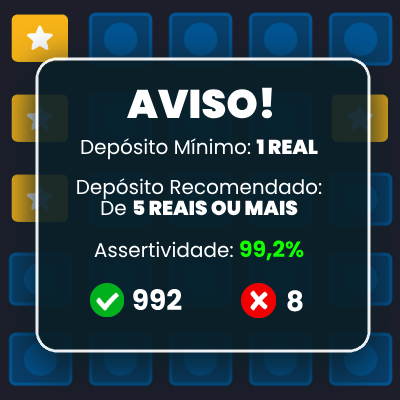 AVISO!
Depósito Mínimo: 1 REAL
Depósito Recomendado:
De 5 REAIS OU MAIS
Assertividade: 99,2%
992 8